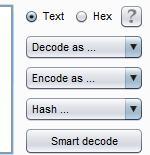 Text Hex ?
Decode as ...
Encode as ...
Hash ...
Smart decode